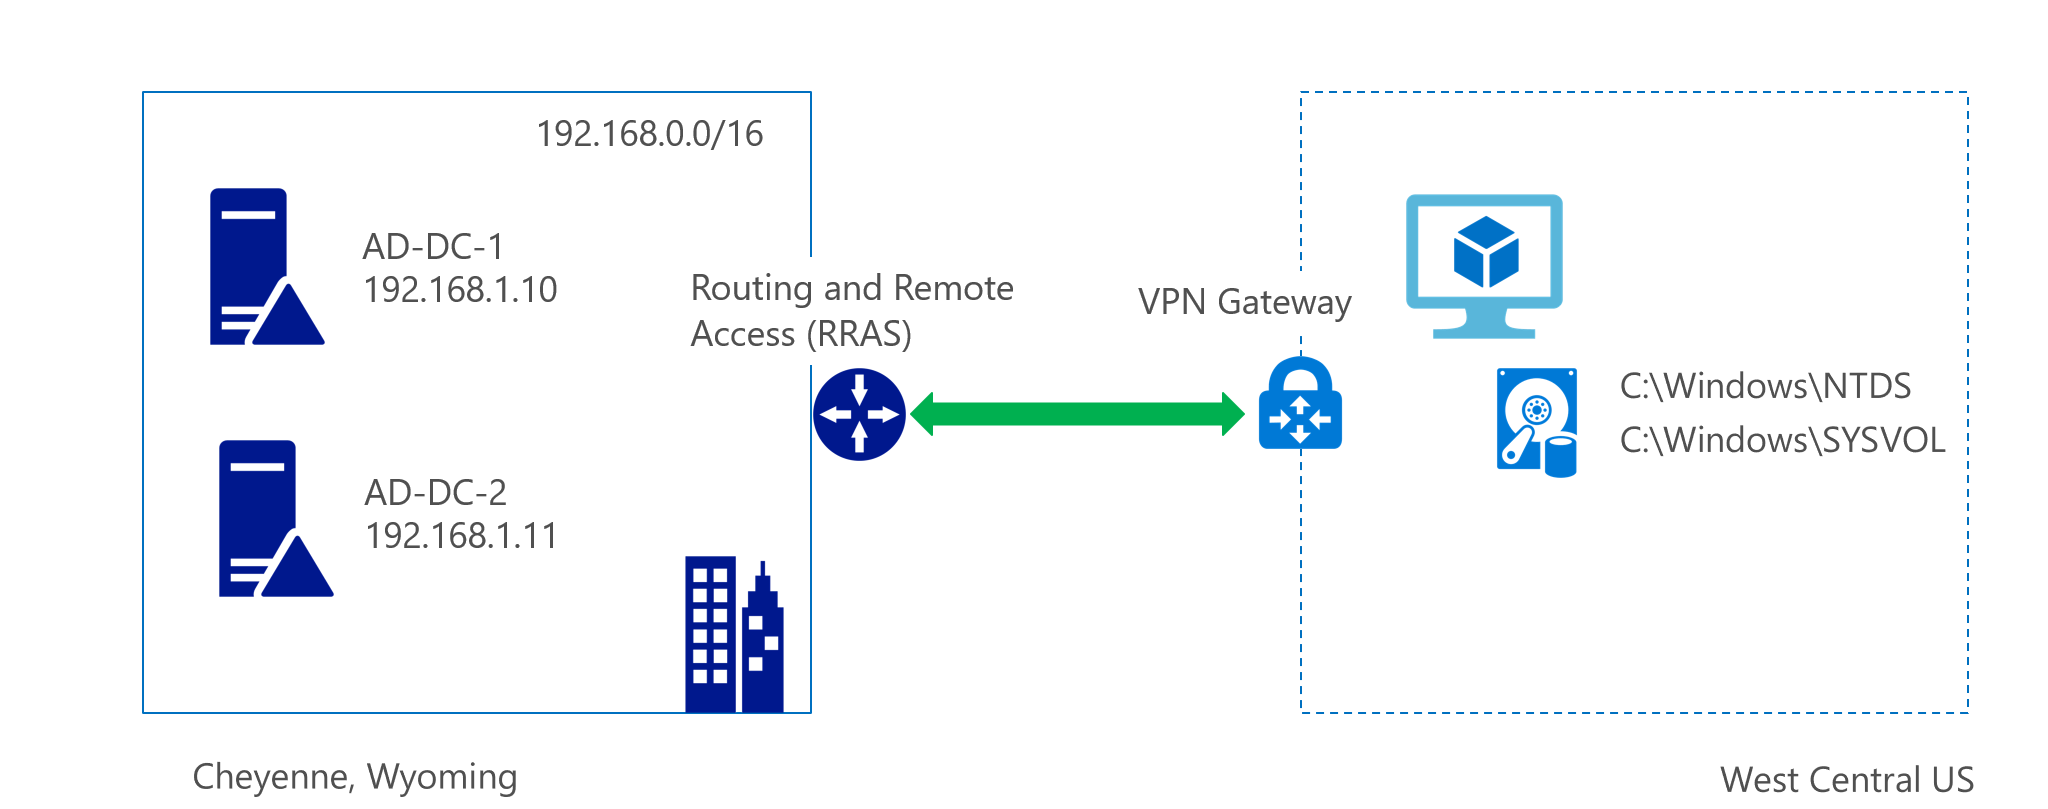 192.168.0.0/16
AD-DC-1
192.168.1.10
Routing and Remote
Access (RRAS)
VPN Gateway
C:\Windows\NTDS
C:\Windows\SYSVOL
AD-DC-2
192.168.1.11
Cheyenne, Wyoming
West Central US